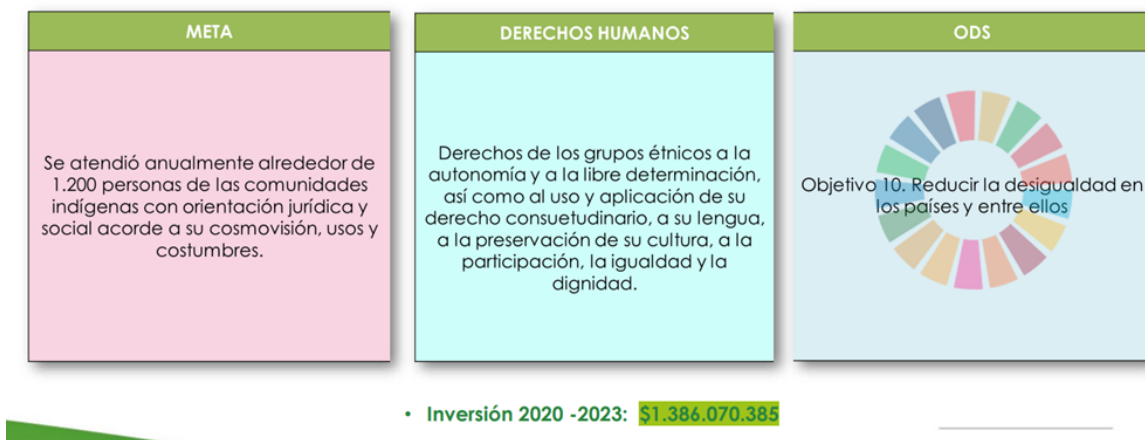 META
Se atendió anualmente alrededor de
1.200 personas de las comunidades
indígenas con orientación jurídica y
social acorde a su cosmovisión, usos y
costumbres.
DERECHOS HUMANOS
Derechos de los grupos étnicos a la
autonomía y a la libre determinación,
así como al uso y aplicación de su
derecho consuetudinario, a su lengua,
a la preservación de su cultura, a la
participación, la igualdad y la
dignidad.
ODS
Objetivo 10. Reducir la desigualdad en
los países y entre ellos
• Inversión 2020 -2023: $1.386.070.385